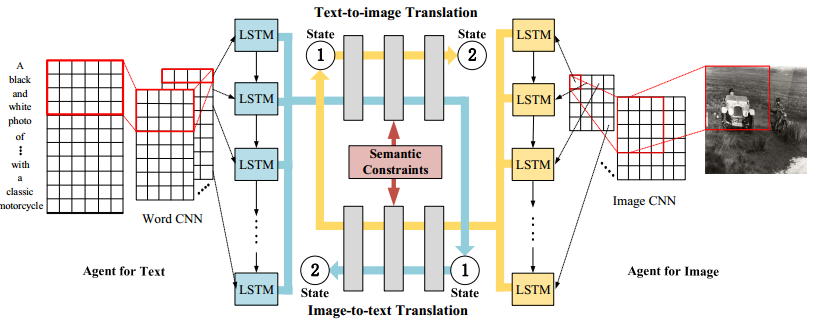 Text-to-image Translation
State
State
1
2
LSTM
LSTM
LSTM
LSTM
LSTM
LSTM
LSTM
LSTM
A
black
and
white
photo
of
with
a
classic
motorcycle
Word CNN
Agent for Text
Semantic
Constraints
Image CNN
Agent for Image
2
1
State
State
Image-to-text Translation